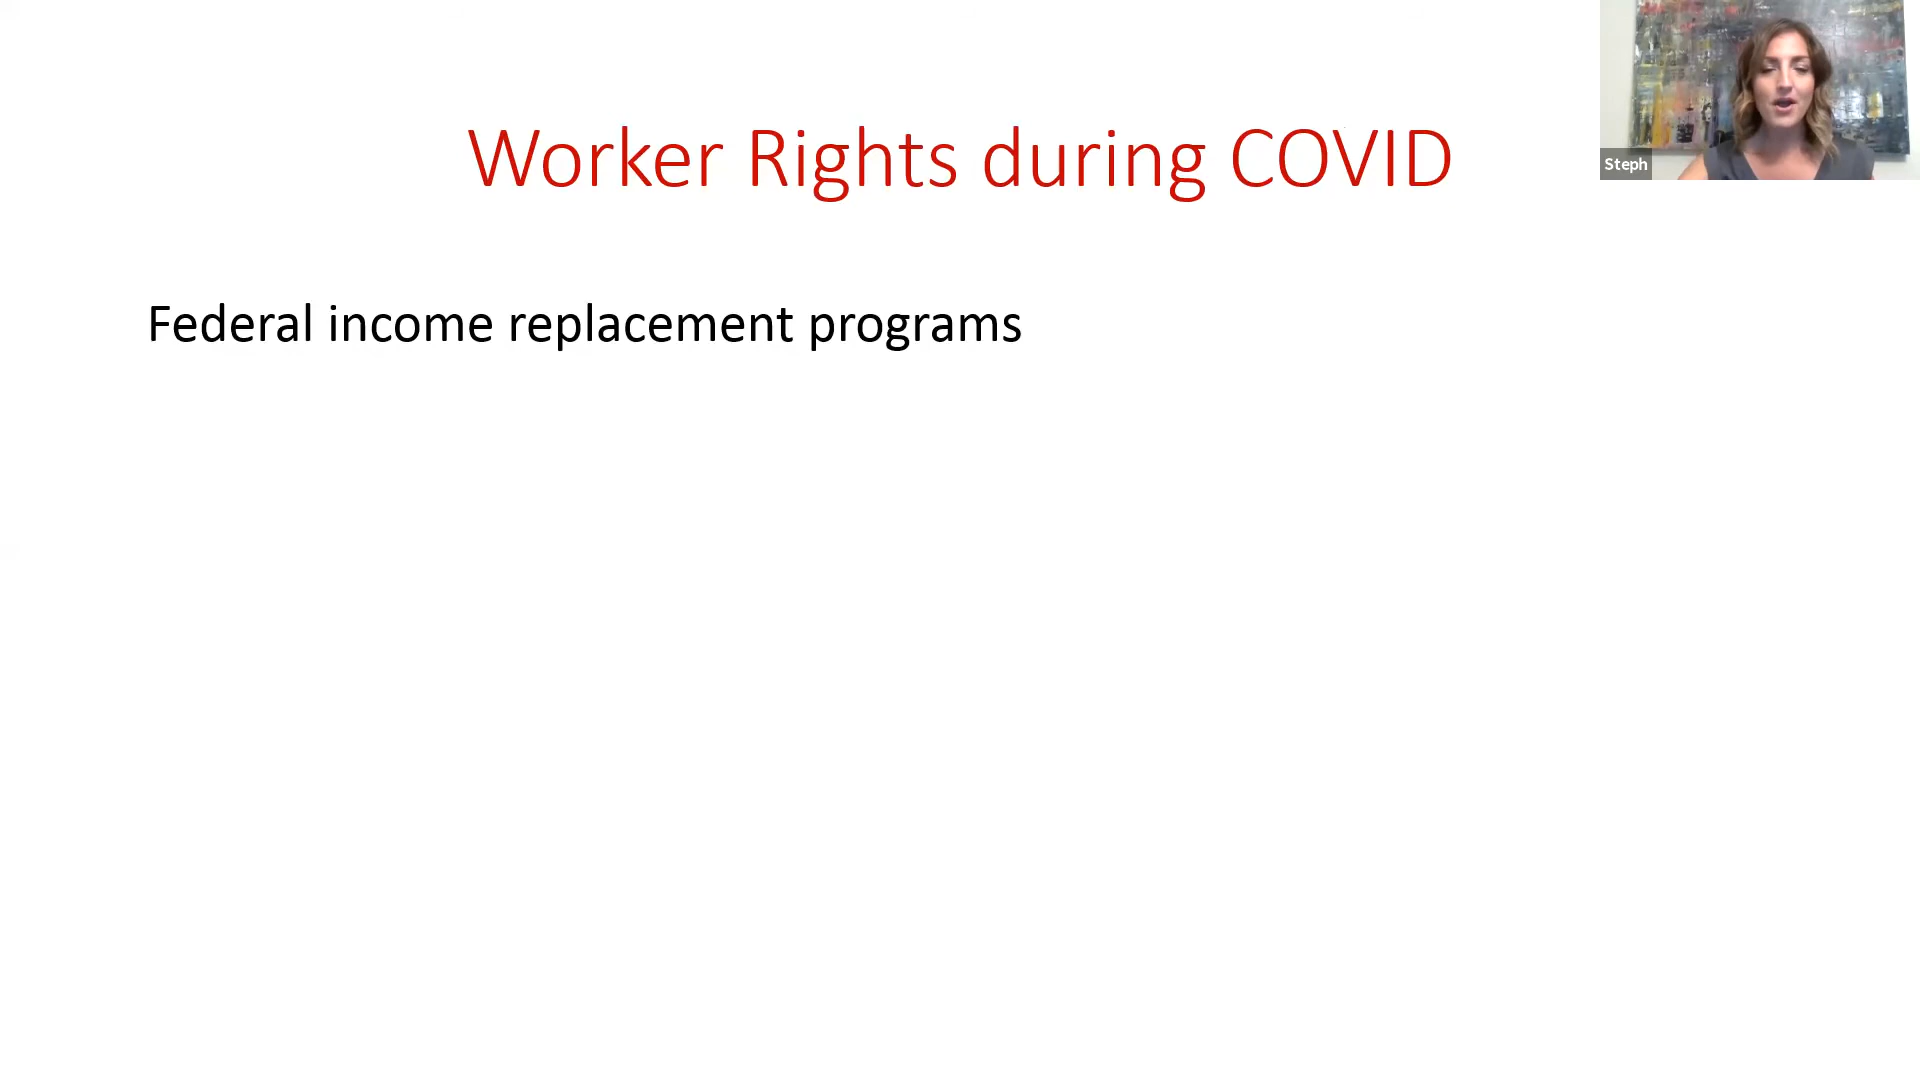 Worker Rights during COVID
Steph
Federal income replacement programs